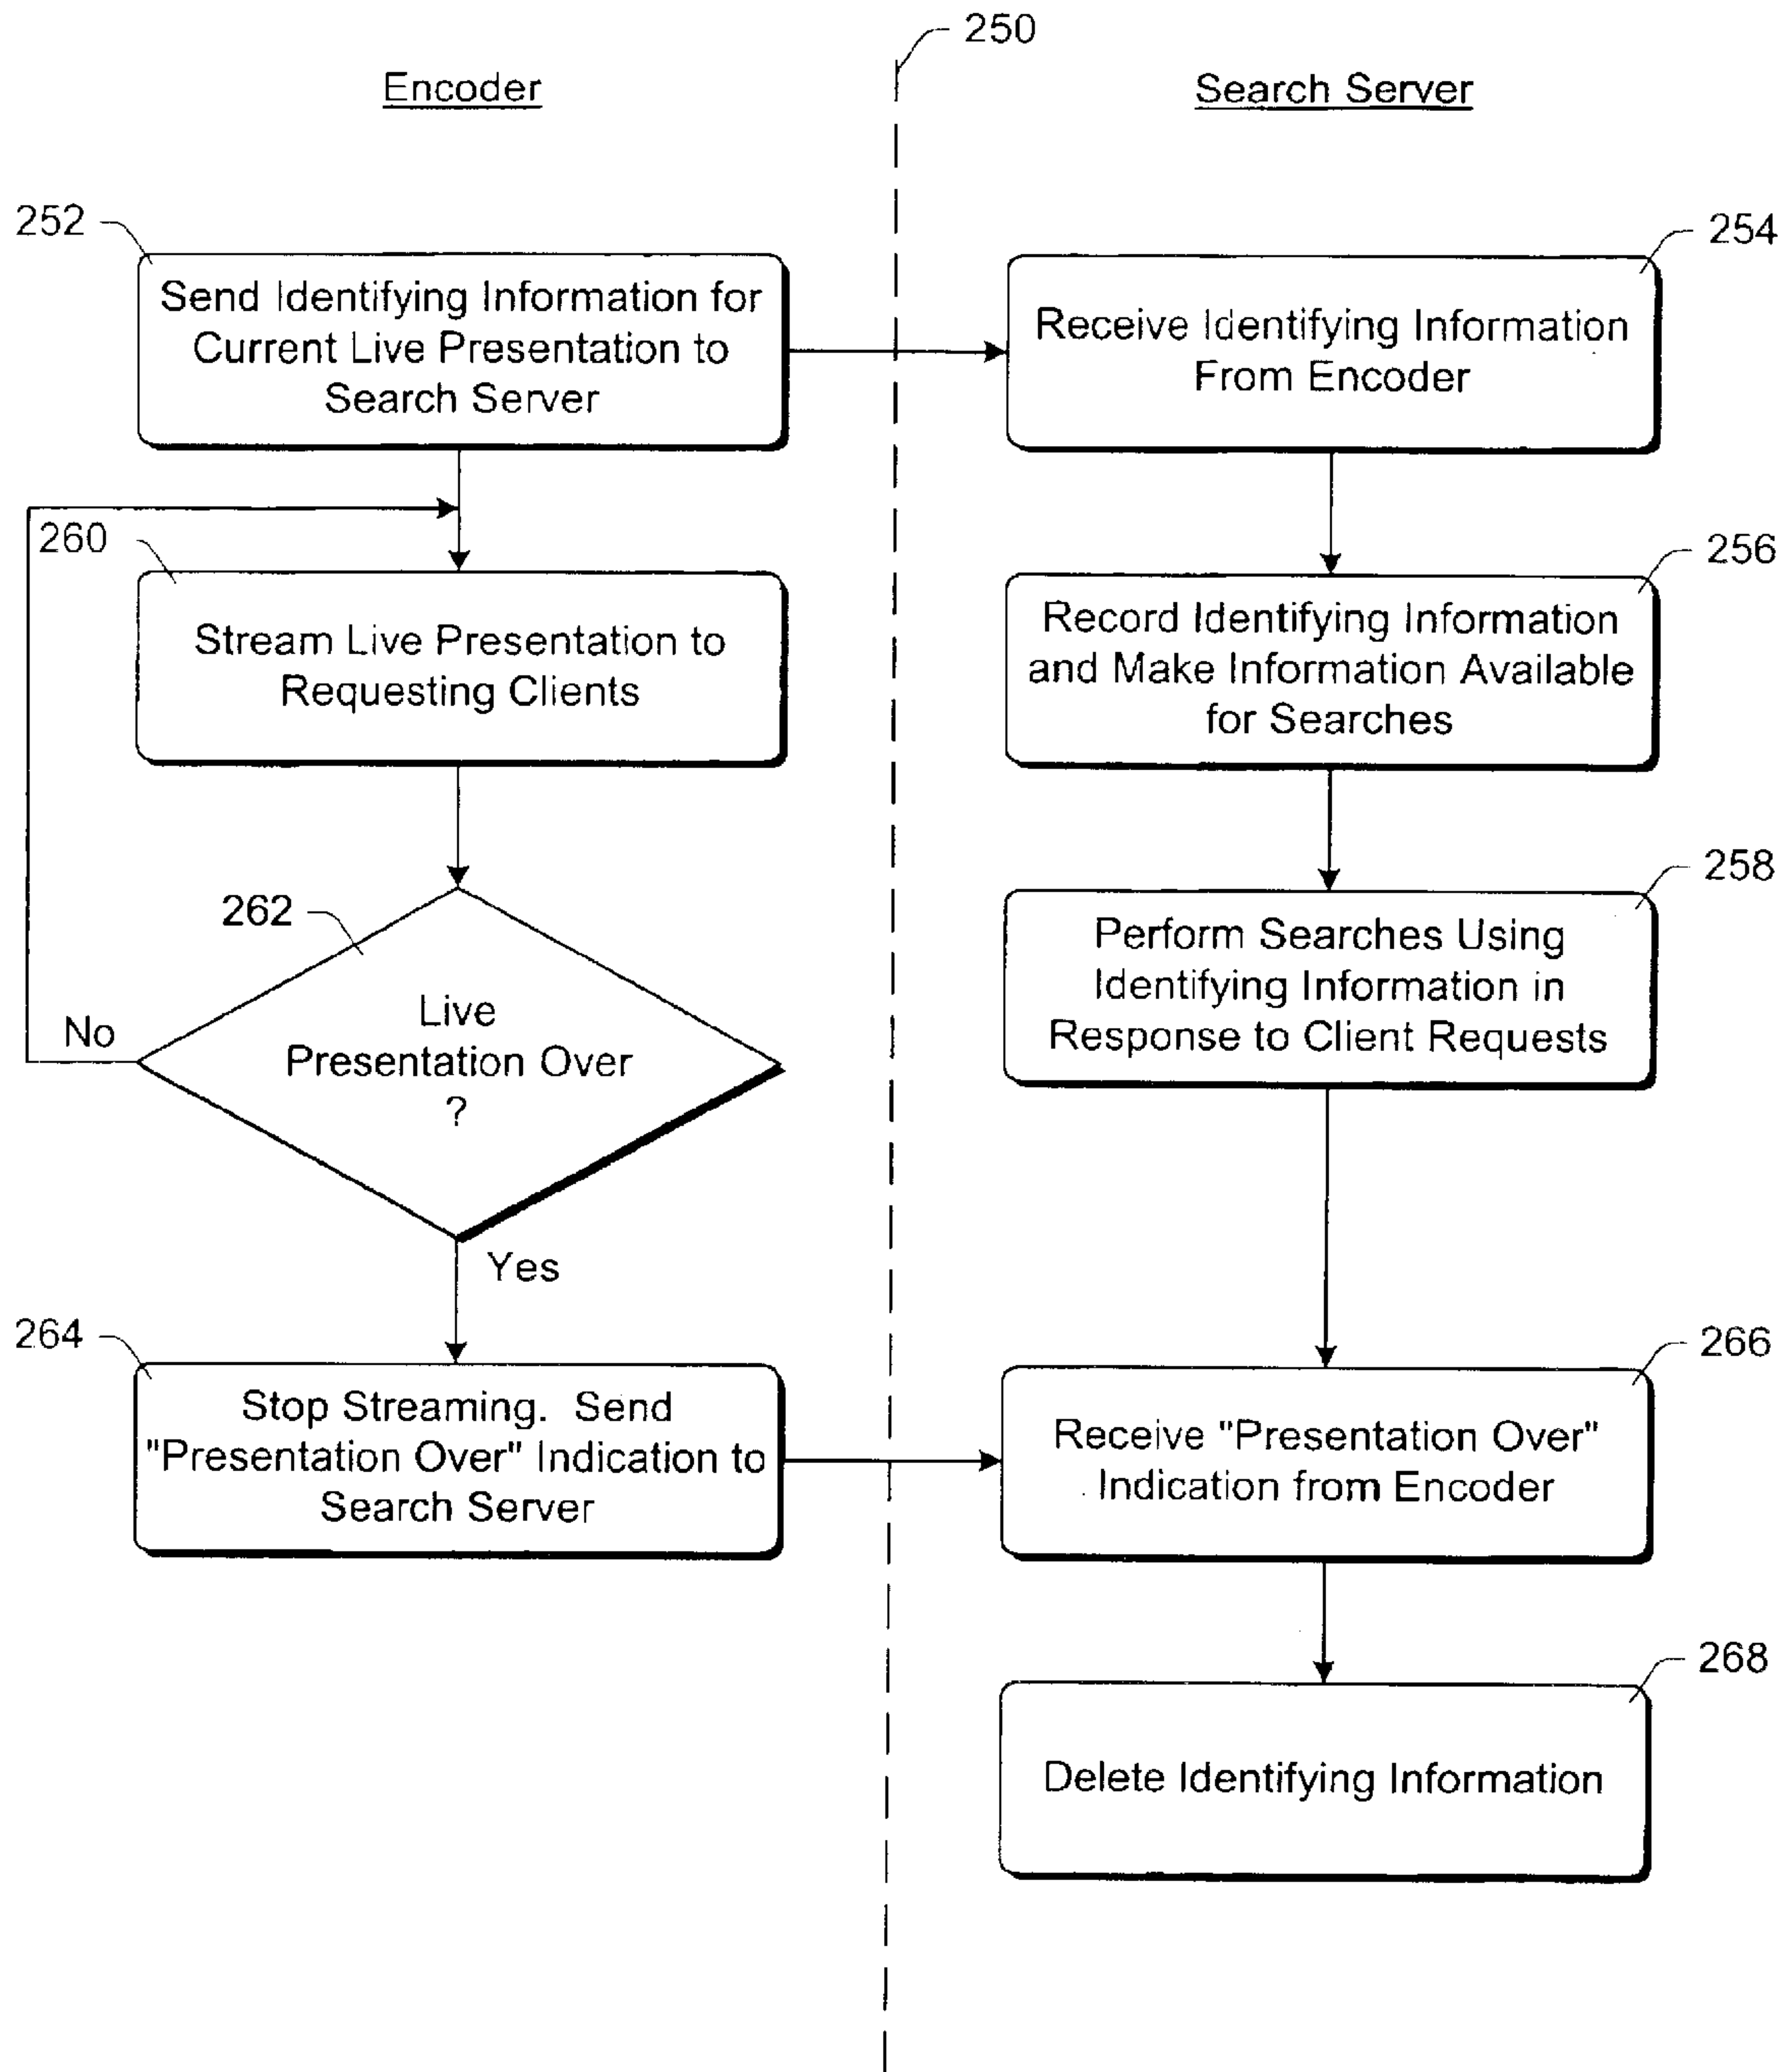 250
Encoder
Search Server
252
Send Identifying Information for
Current Live Presentation to
Search Server
254
Receive Identifying Information
From Encoder
260
Stream Live Presentation to
Requesting Clients
256
Record Identifying Information
and Make Information Available
for Searches
262
Live
Presentation Over
?
No
Yes
258
Perform Searches Using
Identifying Information in
Response to Client Requests
264
Stop Streaming. Send
"Presentation Over" Indication to
Search Server
266
Receive "Presentation Over"
Indication from Encoder
268
Delete Identifying Information